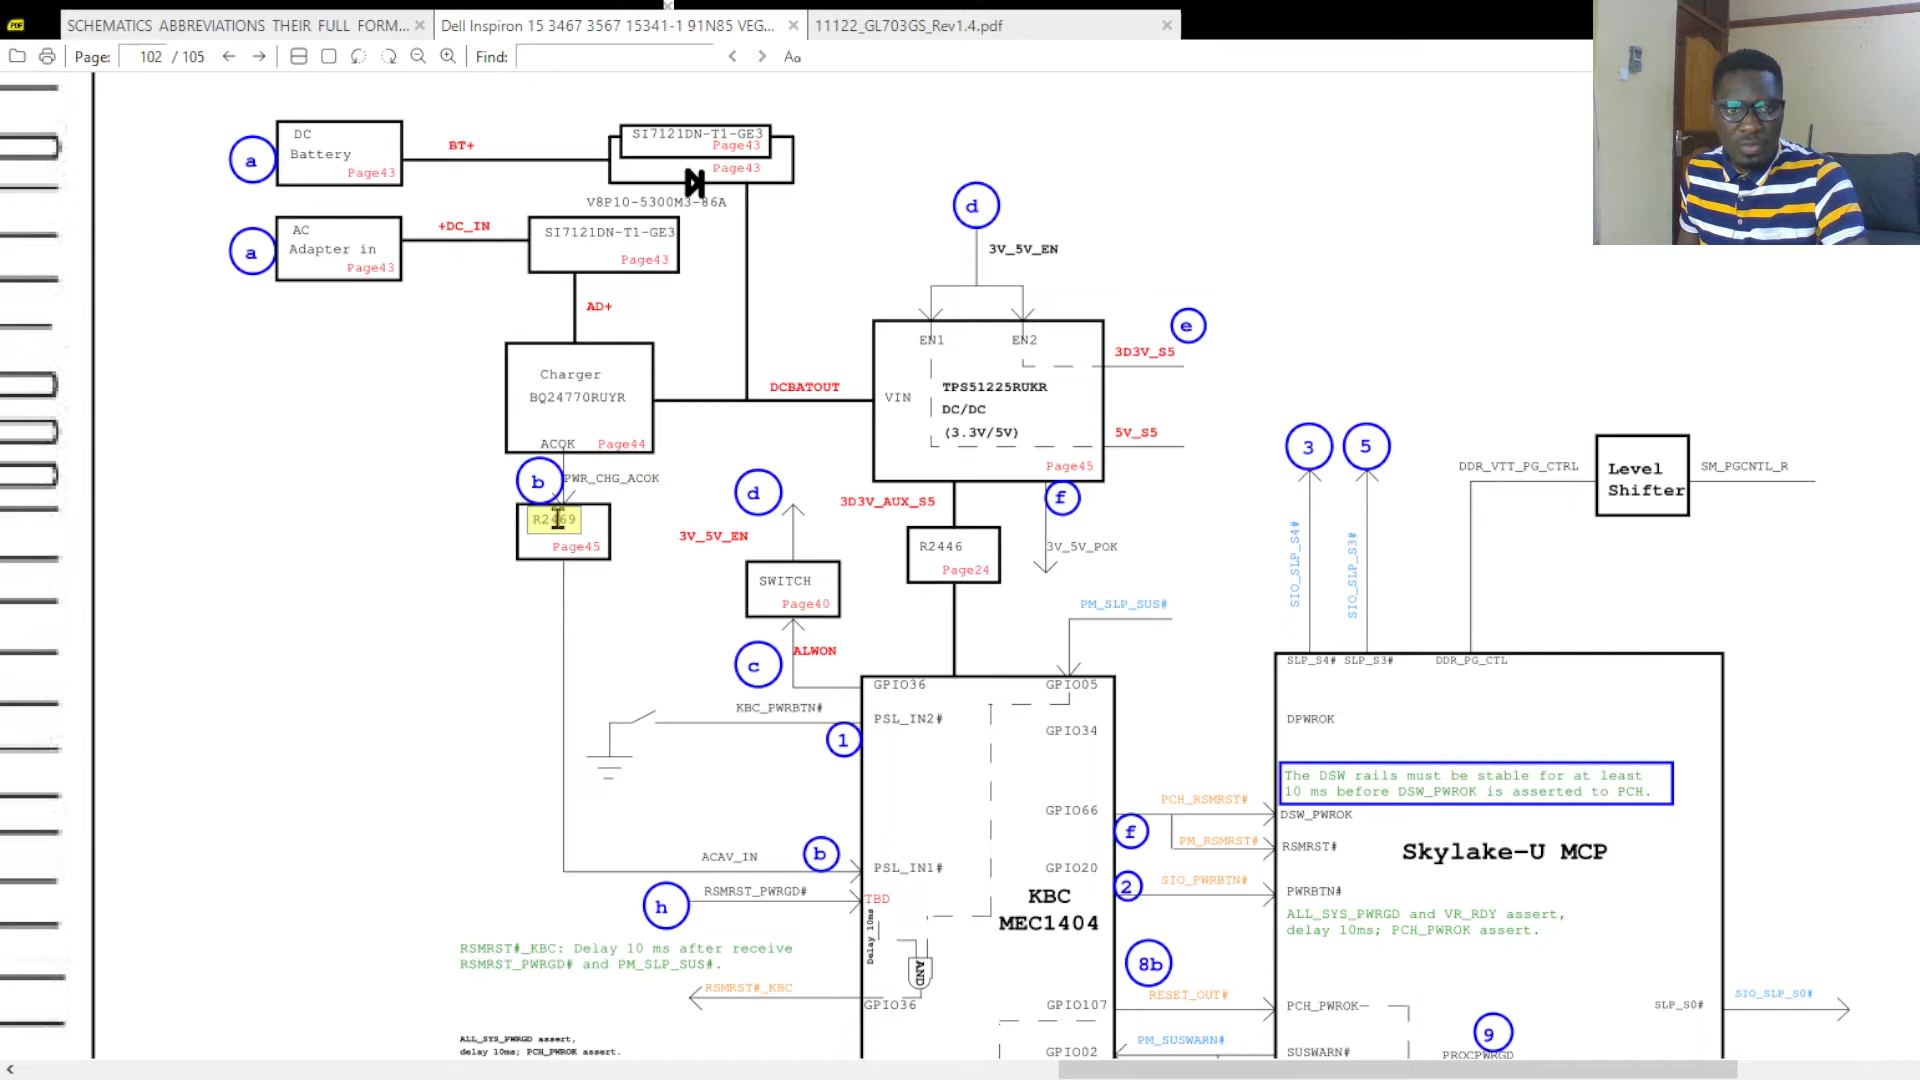 PDF
SCHEMATICS ABBREVIATIONS THEIR FULL FORM...
Dell Inspiron 15 3467 3567 15341-1 91N85 VEG...
11122_GL703GS_Rev1.4.pdf
Page: 102 / 105
Find:
Aa
a
DC
Battery
Page43
BT+
SI7121DN-T1-GE3
Page43
Page43
V8P10-5300M3-86A
a
AC
Adapter in
Page43
+DC_IN
SI7121DN-T1-GE3
Page43
AD+
d
3V_5V_EN
Charger
BQ24770RUYR
ACOK
Page44
DCBATOUT
EN1
EN2
VIN
TPS51225RUKR
DC/DC
(3.3V/5V)
Page45
e
3D3V_S5
5V_S5
b
PWR_CHG_ACOK
R2469
Page45
d
3V_5V_EN
3D3V_AUX_S5
R2446
Page24
f
3V_5V_POK
SWITCH
Page40
c
ALWON
PM_SLP_SUS#
3
5
SIO_SLP_S4#
SIO_SLP_S3#
DDR_VTT_PG_CTRL
Level
Shifter
SM_PGCNTL_R
SLP_S4#
SLP_S3#
DDR_PG_CTL
GPIO36
GPIO05
KBC_PWRBTN#
PSL_IN2#
1
GPIO34
DPWROK
The DSW rails must be stable for at least
10 ms before DSW_PWROK is asserted to PCH.
GPIO66
PCH_RSMRST#
DSW_PWROK
f
PM_RSMRST#
RSMRST#
Skylake-U MCP
ACAV_IN
b
PSL_IN1#
GPIO20
2
SIO_PWRBTN#
PWRBTN#
h
RSMRST_PWRGD#
TBD
Delay 10ms
KBC
MEC1404
ALL_SYS_PWRGD and VR_RDY assert,
delay 10ms; PCH_PWROK assert.
RSMRST#_KBC: Delay 10 ms after receive
RSMRST_PWRGD# and PM_SLP_SUS#.
AND
8b
RSMRST#_KBC
GPIO36
GPIO107
RESET_OUT#
PCH_PWROK
SLP_S0#
SIO_SLP_S0#
9
PROCPWRGD
ALL_SYS_PWRGD assert,
delay 10ms; PCH_PWROK assert.
GPIO02
PM_SUSWARN#
SUSWARN#